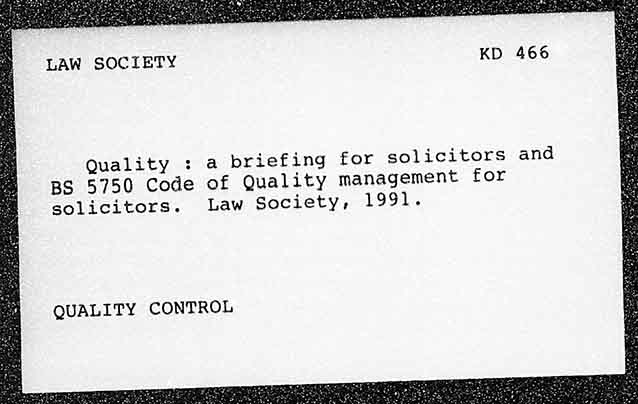 LAW SOCIETY KD 466
Quality : a briefing for solicitors and
BS 5750 Code of Quality management for
solicitors. Law Society, 1991.
QUALITY CONTROL